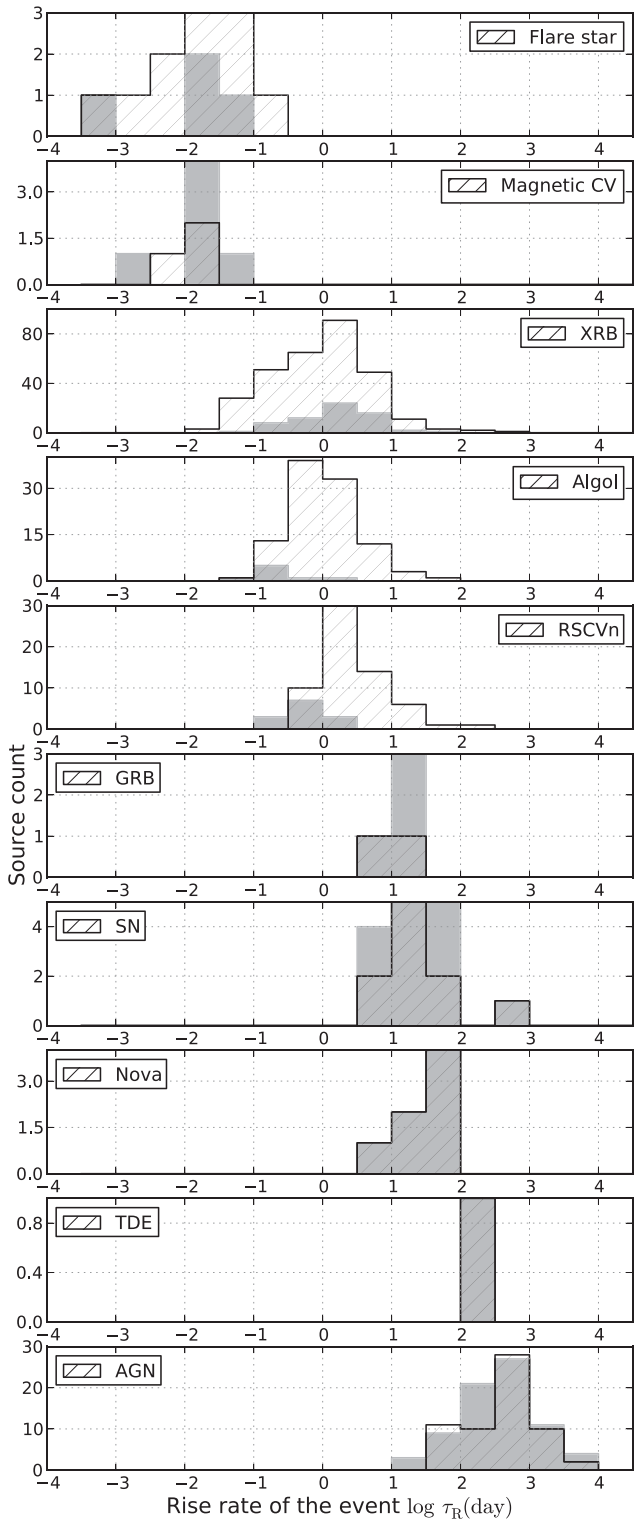 3
2
1
0
Flare star
−4 −3 −2 −1 0 1 2 3 4
3.0
1.5
0.0
Magnetic CV
−4 −3 −2 −1 0 1 2 3 4
80
40
0
XRB
−4 −3 −2 −1 0 1 2 3 4
30
15
0
Algol
−4 −3 −2 −1 0 1 2 3 4
30
20
10
0
RSCVn
−4 −3 −2 −1 0 1 2 3 4
Source count
3
2
1
0
GRB
−4 −3 −2 −1 0 1 2 3 4
4
2
0
SN
−4 −3 −2 −1 0 1 2 3 4
3.0
1.5
0.0
Nova
−4 −3 −2 −1 0 1 2 3 4
0.8
0.4
0.0
TDE
−4 −3 −2 −1 0 1 2 3 4
30
20
10
0
AGN
−4 −3 −2 −1 0 1 2 3 4
Rise rate of the event log τR(day)